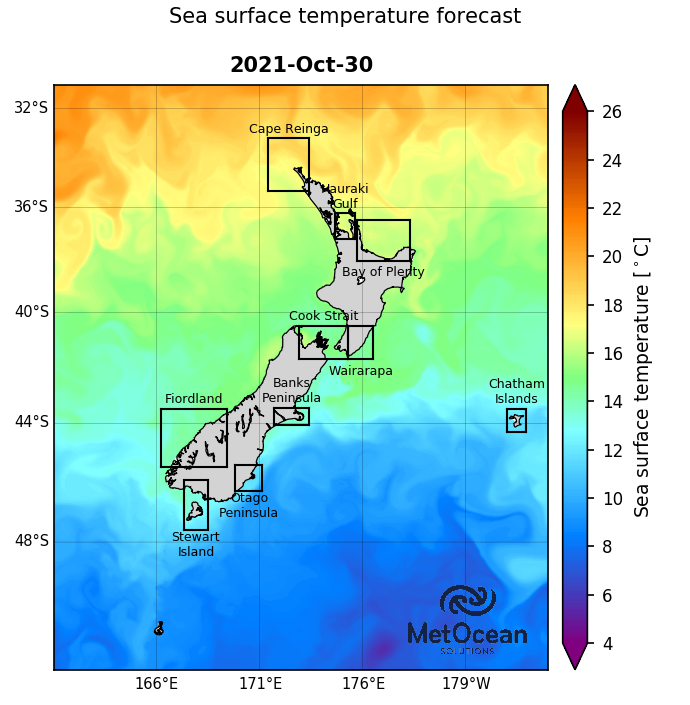 Sea surface temperature forecast
2021-Oct-30
32°S
36°S
40°S
44°S
48°S
Cape Reinga
Hauraki
Gulf
Bay of Plenty
Cook Strait
Wairarapa
Banks
Peninsula
Fiordland
Chatham
Islands
Otago
Peninsula
Stewart
Island
MetOcean
SOLUTIONS
166°E
171°E
176°E
179°W
26
24
22
20
18
16
14
12
10
8
6
4
Sea surface temperature [°C]